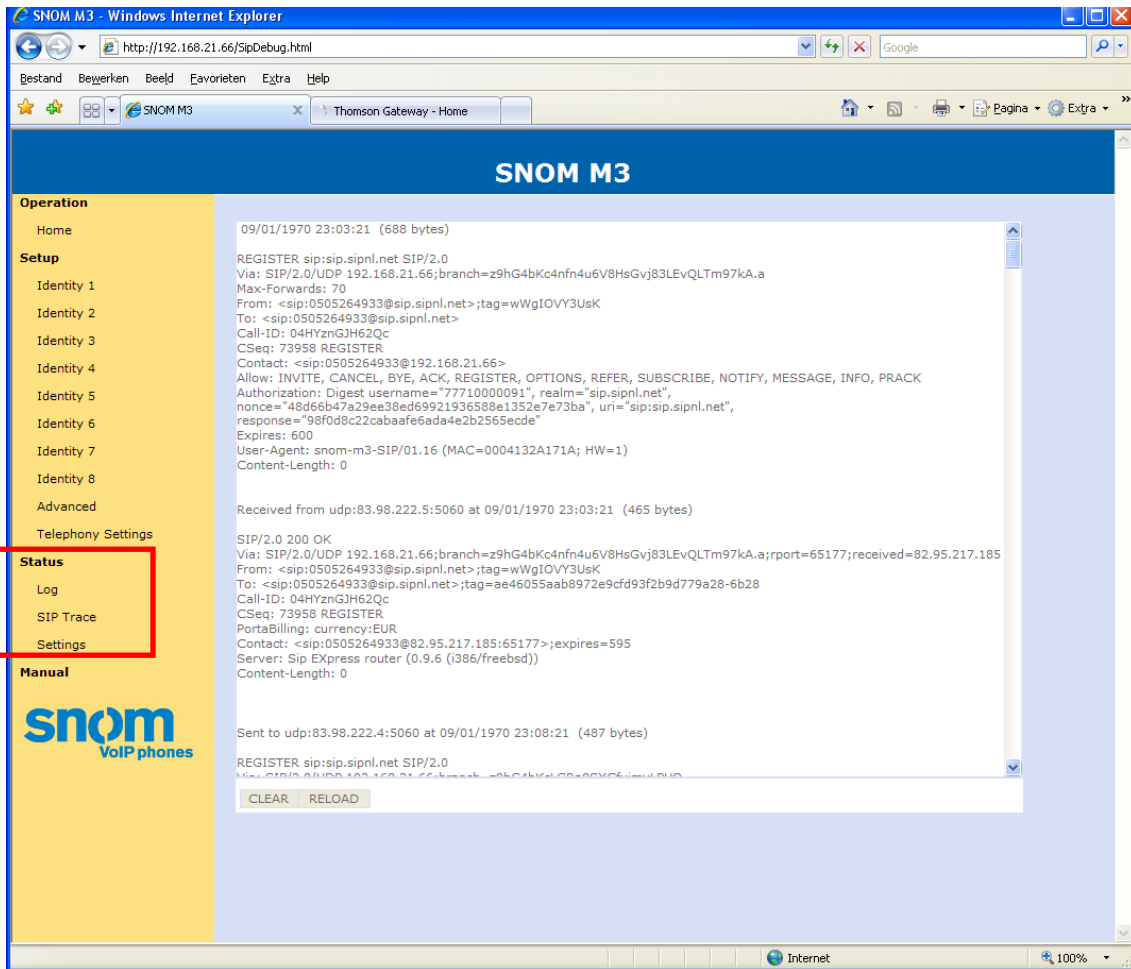 SNOM M3 - Windows Internet Explorer
http://192.168.21.66/SipDebug.html
Google
Bestand Bewerken Beeld Favorieten Extra Help
SNOM M3
Thomson Gateway - Home
Pagina
Extra
SNOM M3
Operation
Home
Setup
Identity 1
Identity 2
Identity 3
Identity 4
Identity 5
Identity 6
Identity 7
Identity 8
Advanced
Telephony Settings
Status
Log
SIP Trace
Settings
Manual
snom
VoIP phones
09/01/1970 23:03:21 (688 bytes)
REGISTER sip:sip.sipnl.net SIP/2.0
Via: SIP/2.0/UDP 192.168.21.66;branch=z9hG4bKc4nfn4u6V8HsGvj83LEvQLTm97kA.a
Max-Forwards: 70
From: <sip:0505264933@sip.sipnl.net>;tag=wWgIOVY3UsK
To: <sip:0505264933@sip.sipnl.net>
Call-ID: 04HYznGJH62Qc
CSeq: 73958 REGISTER
Contact: <sip:0505264933@192.168.21.66>
Allow: INVITE, CANCEL, BYE, ACK, REGISTER, OPTIONS, REFER, SUBSCRIBE, NOTIFY, MESSAGE, INFO, PRACK
Authorization: Digest username="77710000091", realm="sip.sipnl.net",
nonce="48d66b47a29ee38ed69921936588e1352e7e73ba", uri="sip:sip.sipnl.net",
response="98f0d8c22cabaafe6ada4e2b2565ecde"
Expires: 600
User-Agent: snom-m3-SIP/01.16 (MAC=0004132A171A; HW=1)
Content-Length: 0
Received from udp:83.98.222.5:5060 at 09/01/1970 23:03:21 (465 bytes)
SIP/2.0 200 OK
Via: SIP/2.0/UDP 192.168.21.66;branch=z9hG4bKc4nfn4u6V8HsGvj83LEvQLTm97kA.a;rport=65177;received=82.95.217.185
From: <sip:0505264933@sip.sipnl.net>;tag=wWgIOVY3UsK
To: <sip:0505264933@sip.sipnl.net>;tag=ae46055aab8972e9cfd93f2b9d779a28-6b28
Call-ID: 04HYznGJH62Qc
CSeq: 73958 REGISTER
PortaBilling: currency:EUR
Contact: <sip:0505264933@82.95.217.185:65177>;expires=595
Server: Sip EXpress router (0.9.6 (i386/freebsd))
Content-Length: 0
Sent to udp:83.98.222.4:5060 at 09/01/1970 23:08:21 (487 bytes)
REGISTER sip:sip.sipnl.net SIP/2.0
CLEAR RELOAD
Internet
100%